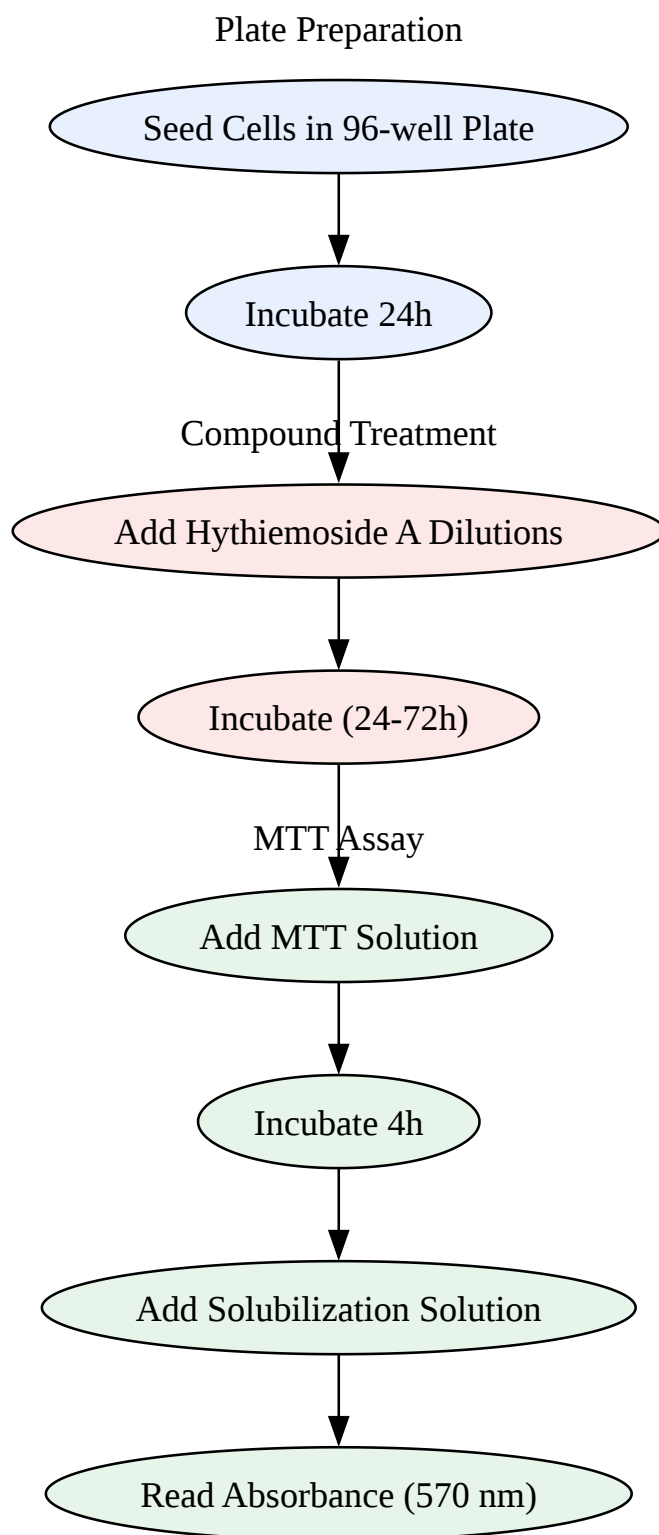 Plate Preparation
Seed Cells in 96-well Plate
Incubate 24h
Compound Treatment
Add Hythiemoside A Dilutions
Incubate (24-72h)
MTT Assay
Add MTT Solution
Incubate 4h
Add Solubilization Solution
Read Absorbance (570 nm)